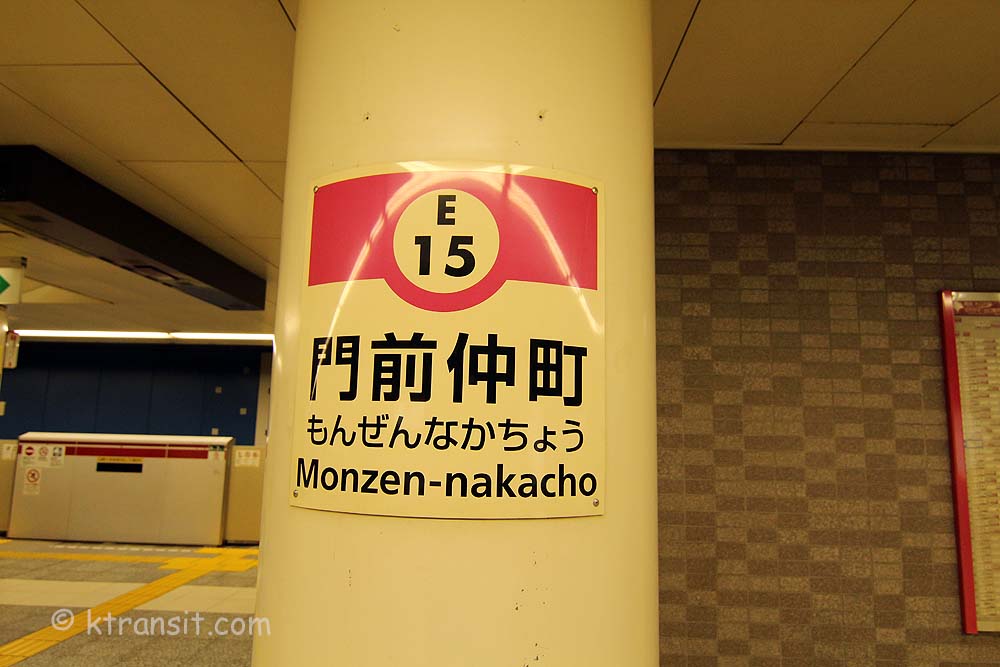 E
15
門前仲町
もんぜんなかちょう
Monzen-nakacho
© ktransit.com